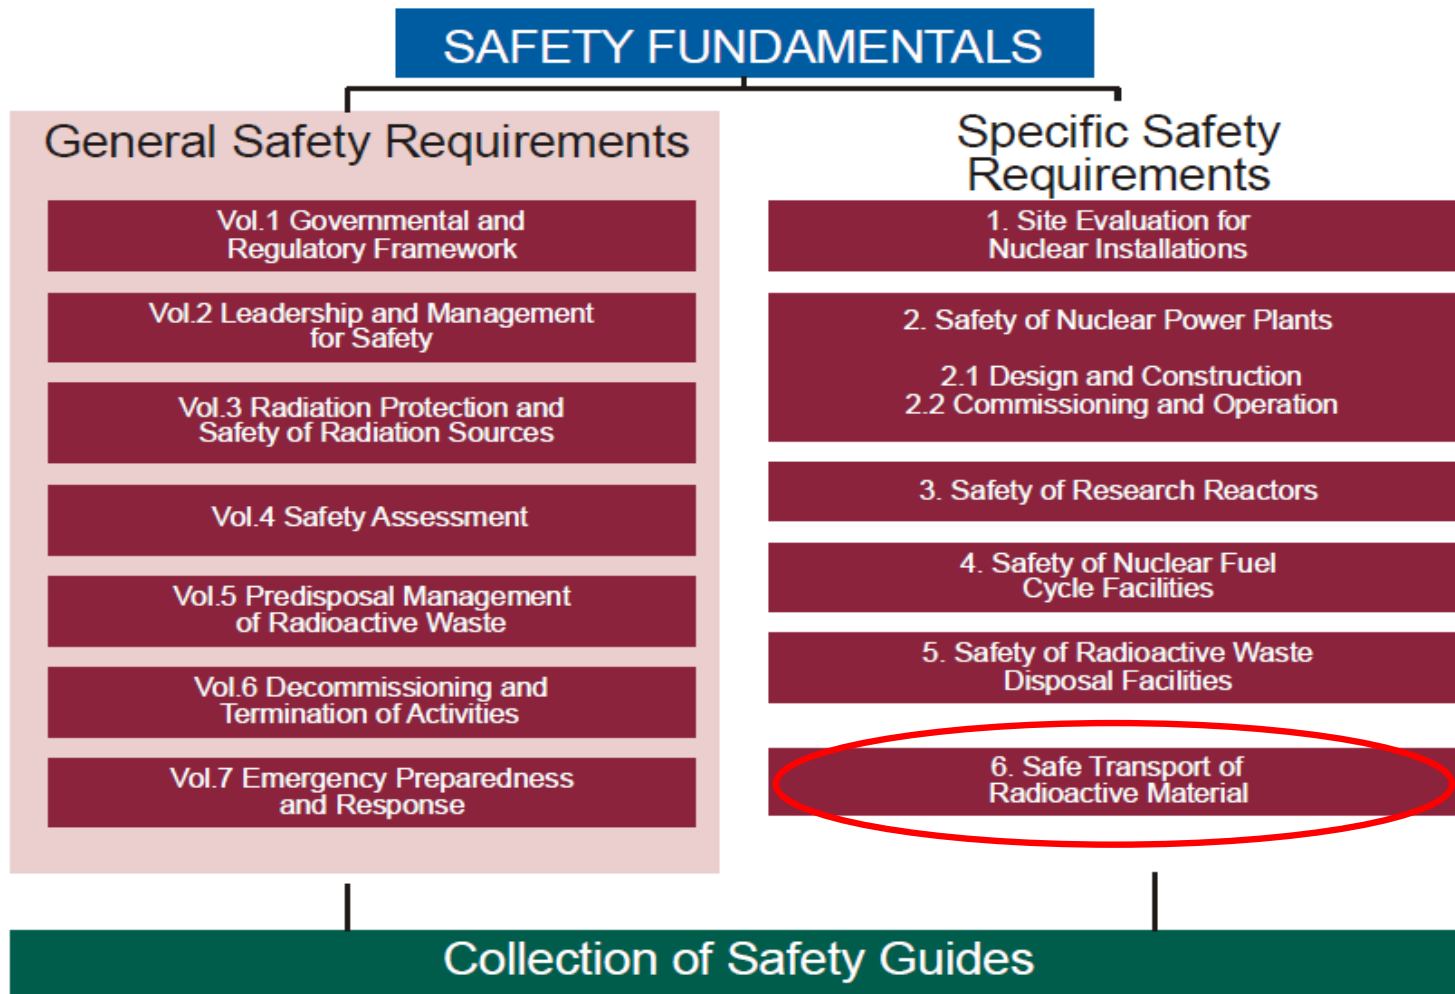 SAFETY FUNDAMENTALS
General Safety Requirements
Vol.1 Governmental and
Regulatory Framework
Vol.2 Leadership and Management
for Safety
Vol.3 Radiation Protection and
Safety of Radiation Sources
Vol.4 Safety Assessment
Vol.5 Predisposal Management
of Radioactive Waste
Vol.6 Decommissioning and
Termination of Activities
Vol.7 Emergency Preparedness
and Response
Specific Safety
Requirements
1. Site Evaluation for
Nuclear Installations
2. Safety of Nuclear Power Plants
2.1 Design and Construction
2.2 Commissioning and Operation
3. Safety of Research Reactors
4. Safety of Nuclear Fuel
Cycle Facilities
5. Safety of Radioactive Waste
Disposal Facilities
6. Safe Transport of
Radioactive Material
Collection of Safety Guides